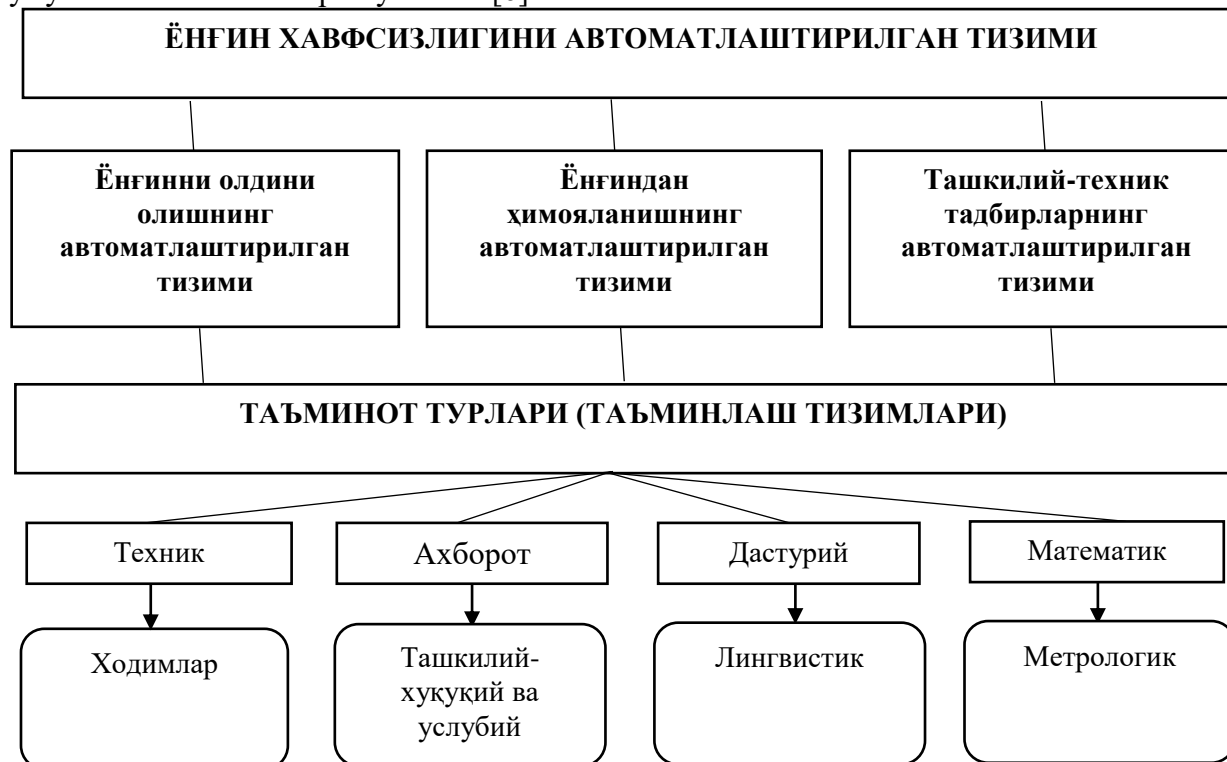 ЁНҒИН ХАВФСИЗЛИГИНИ АВТОМАТЛАШТИРИЛГАН ТИЗИМИ
Ёнғинни олдини
олишнинг
автоматлаштирилган
тизими
Ёнғиндан
ҳимояланишнинг
автоматлаштирилган
тизими
Ташкилий-техник
тадбирларнинг
автоматлаштирилган
тизими
ТАЪМИНОТ ТУРЛАРИ (ТАЪМИНЛАШ ТИЗИМЛАРИ)
Техник
Ахборот
Дастурий
Математик
Ходимлар
Ташкилий-
хуқуқий ва
услубий
Лингвистик
Метрологик